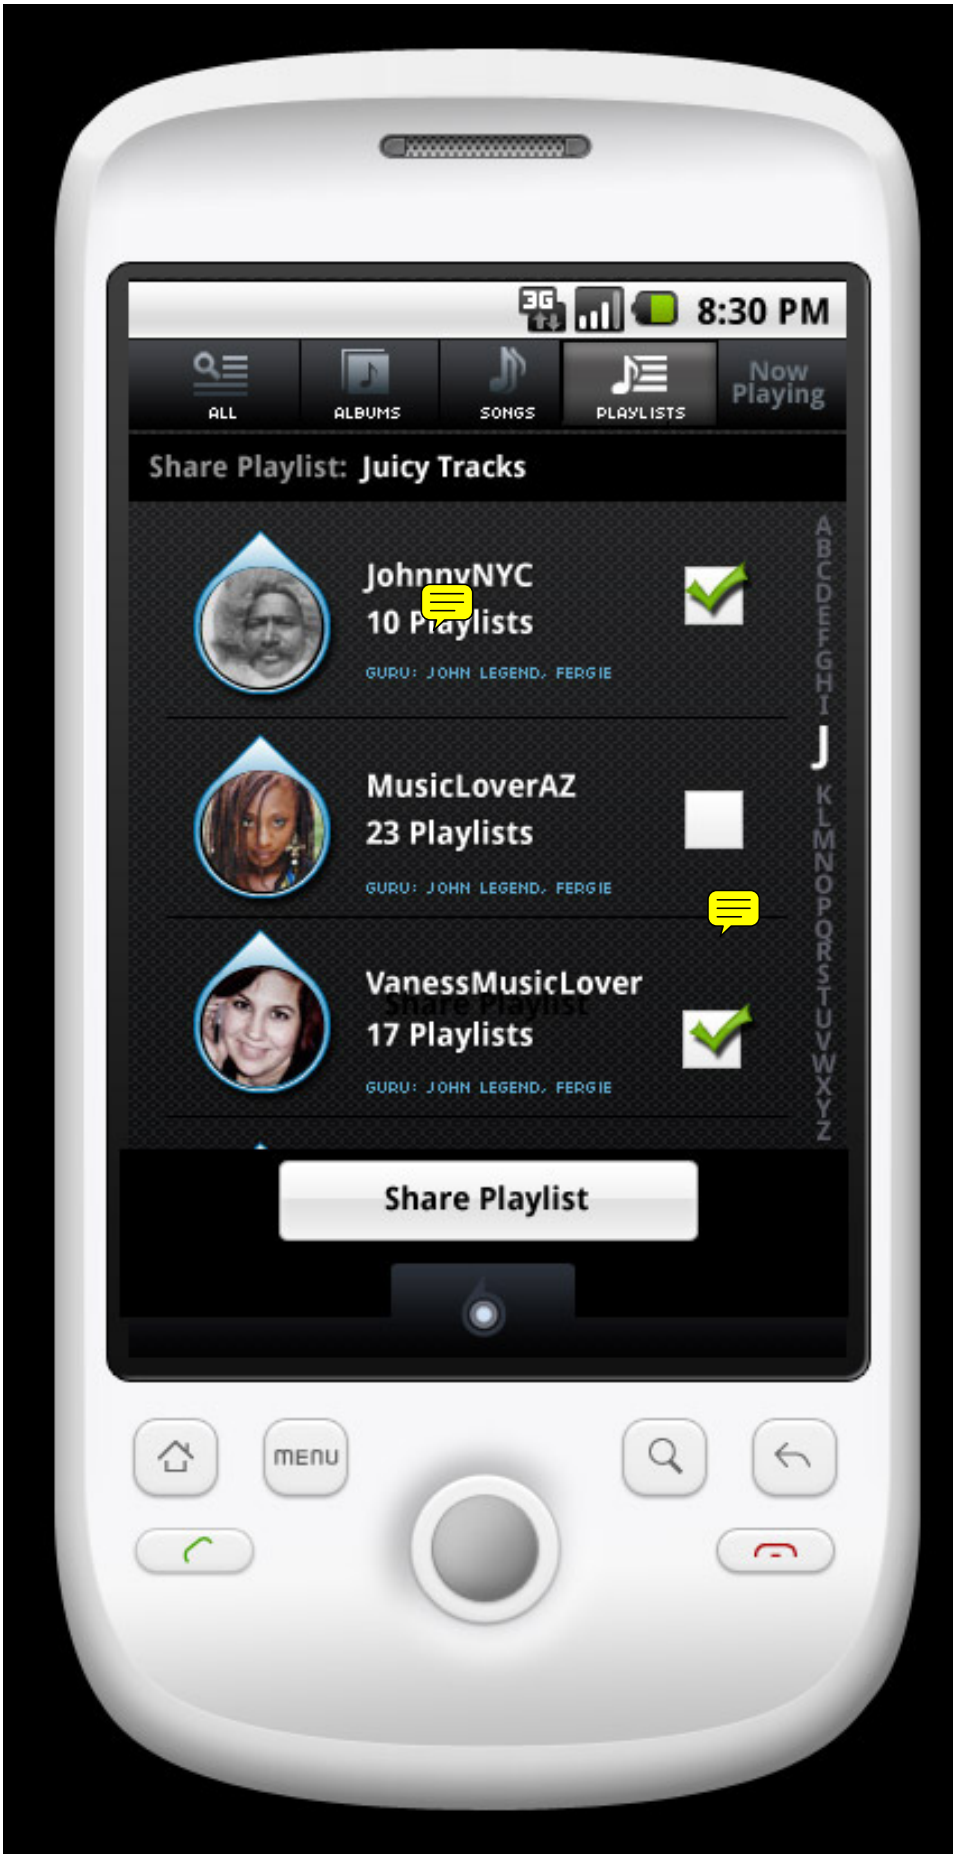 3G
8:30 PM
ALL
ALBUMS
SONGS
PLAYLISTS
Now
Playing
Share Playlist: Juicy Tracks
JohnnyNYC
10 Playlists
GURU: JOHN LEGEND, FERGIE
MusicLoverAZ
23 Playlists
GURU: JOHN LEGEND, FERGIE
VanessMusicLover
Share Playlist
17 Playlists
GURU: JOHN LEGEND, FERGIE
A
B
C
D
E
F
G
H
I
J
K
L
M
N
O
P
Q
R
S
T
U
V
W
X
Y
Z
Share Playlist
MENU